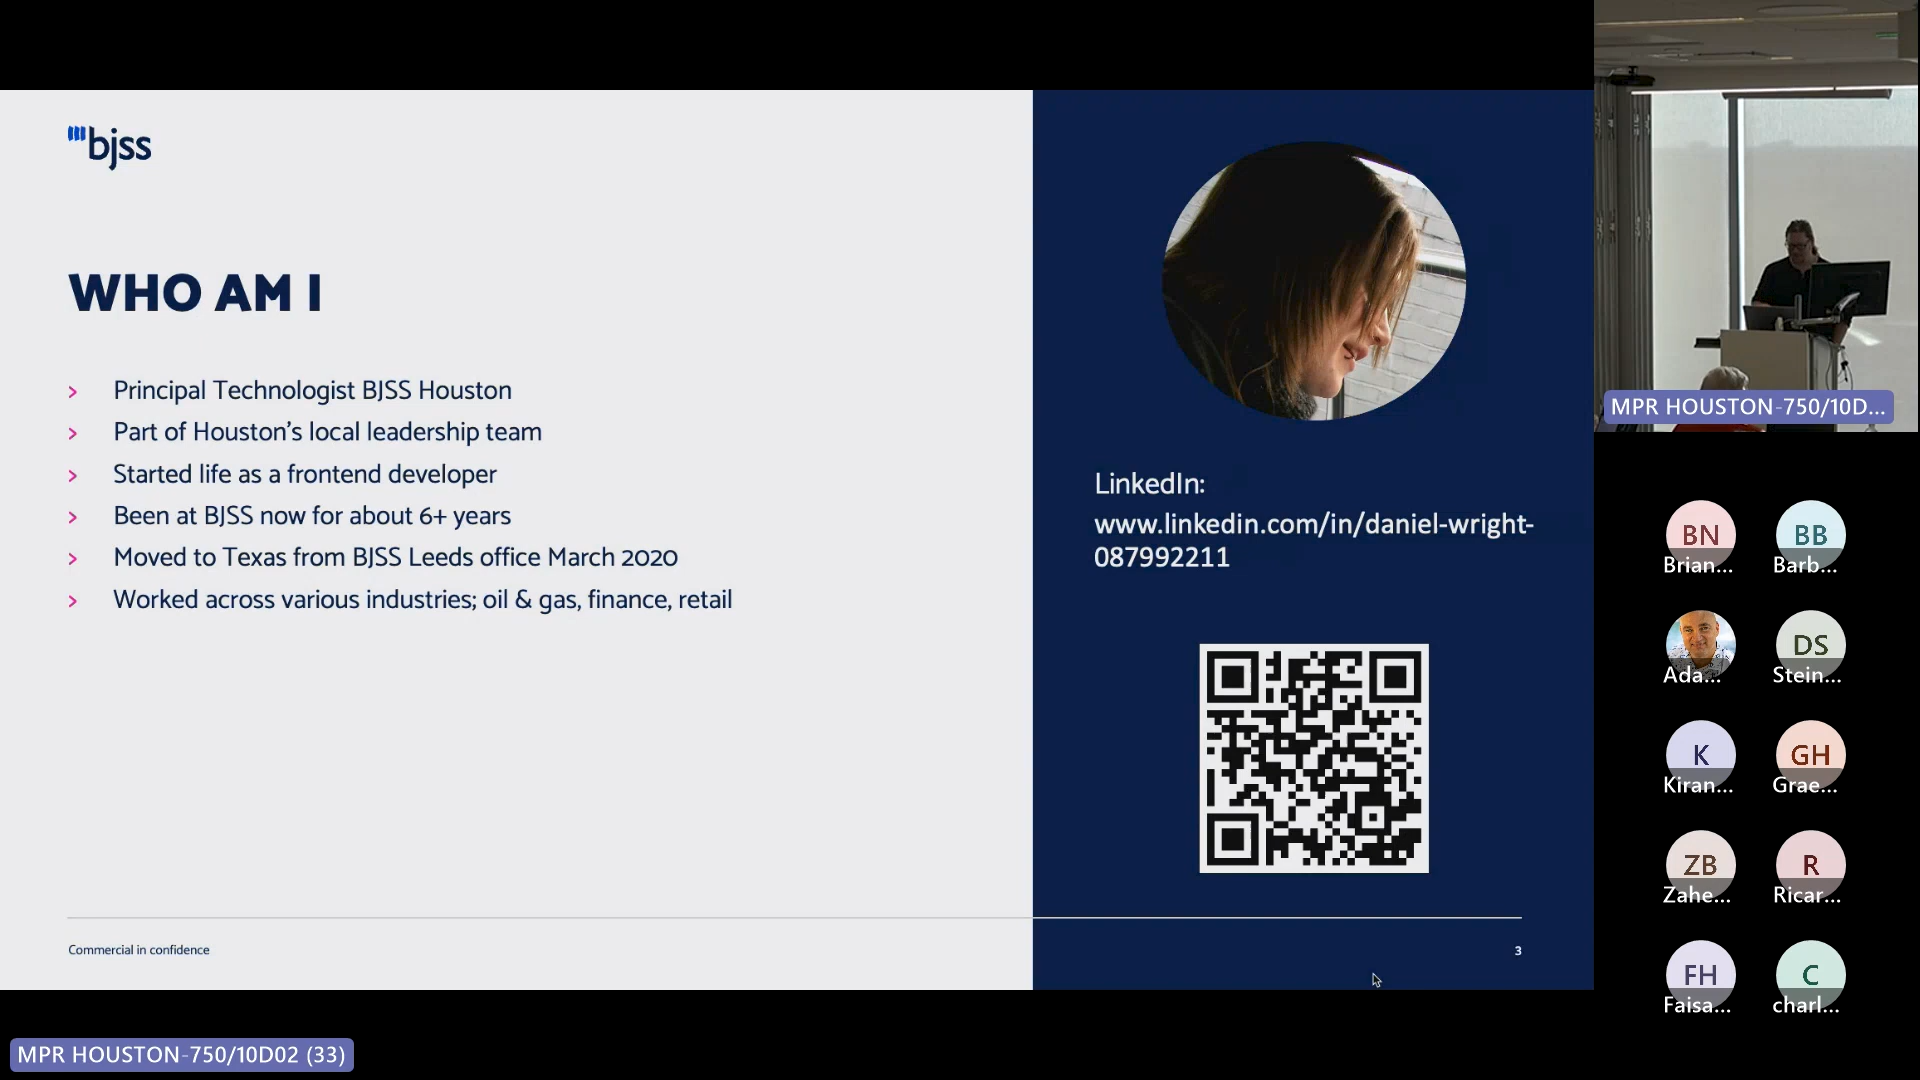 bjss
WHO AM I
> Principal Technologist BJSS Houston
> Part of Houston's local leadership team
> Started life as a frontend developer
> Been at BJSS now for about 6+ years
> Moved to Texas from BJSS Leeds office March 2020
> Worked across various industries; oil & gas, finance, retail
LinkedIn:
www.linkedin.com/in/daniel-wright-
087992211
Commercial in confidence
3
MPR HOUSTON-750/10D...
BN
Brian...
BB
Barb...
Ada...
DS
Stein...
K
Kiran...
GH
Grae...
ZB
Zahe...
R
Ricar...
FH
Faisa...
C
charl...
MPR HOUSTON-750/10D02 (33)